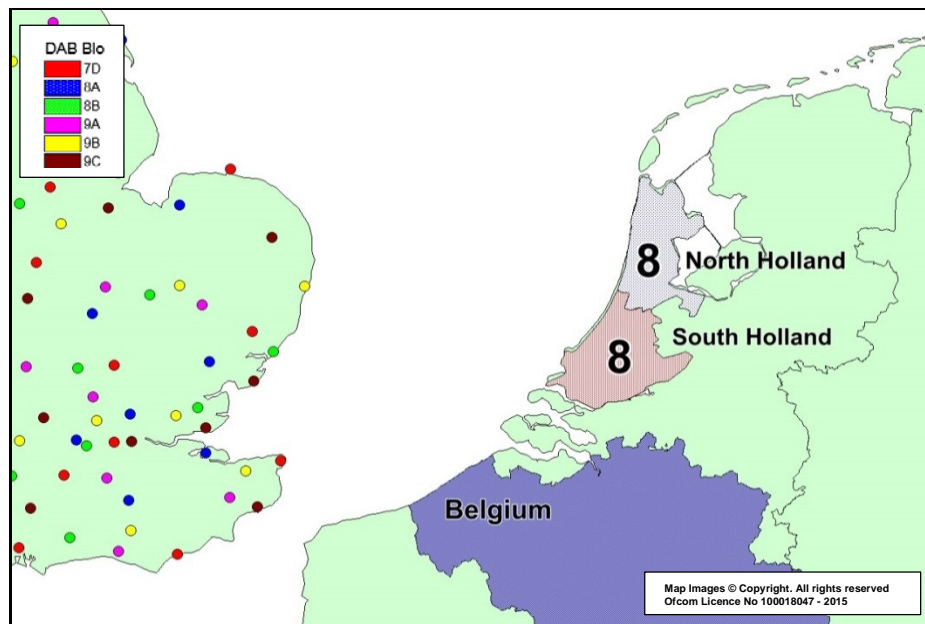 DAB Blo
7D
8A
8B
9A
9B
9C
8 North Holland
8 South Holland
Belgium
Map Images © Copyright. All rights reserved
Ofcom Licence No 100018047 - 2015